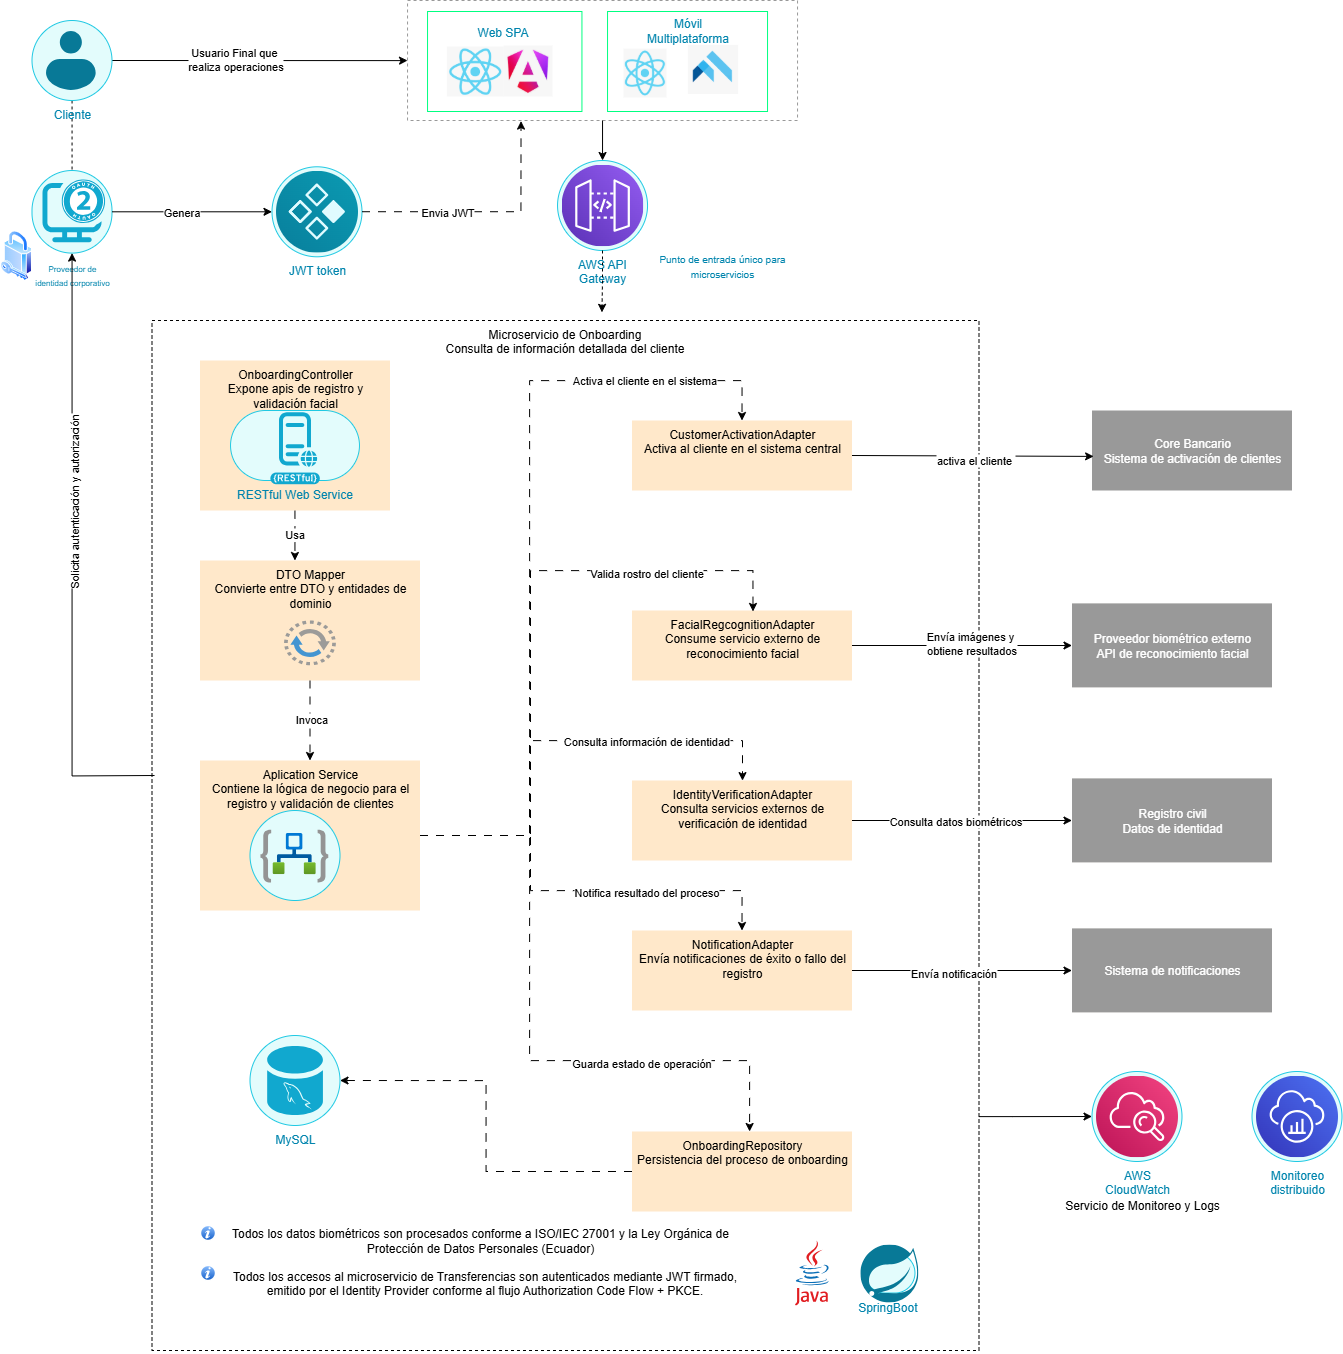 Web SPA
Móvil
Multiplataforma
Usuario Final que
realiza operaciones
Cliente
OAUTH
2
Genera
Envia JWT
JWT token
Proveedor de
identidad corporativo
AWS API
Gateway
Punto de entrada único para
microservicios
Microservicio de Onboarding
Consulta de información detallada del cliente
OnboardingController
Expone apis de registro y
validación facial
{RESTful}
RESTful Web Service
Usa
DTO Mapper
Convierte entre DTO y entidades de
dominio
Invoca
Aplication Service
Contiene la lógica de negocio para el
registro y validación de clientes
Solicita autenticación y autorización
Activa el cliente en el sistema
CustomerActivationAdapter
Activa al cliente en el sistema central
activa el cliente
Core Bancario
Sistema de activación de clientes
Valida rostro del cliente
FacialRegcognitionAdapter
Consume servicio externo de
reconocimiento facial
Envía imágenes y
obtiene resultados
Proveedor biométrico externo
API de reconocimiento facial
Consulta información de identidad
IdentityVerificationAdapter
Consulta servicios externos de
verificación de identidad
Consulta datos biométricos
Registro civil
Datos de identidad
Notifica resultado del proceso
NotificationAdapter
Envía notificaciones de éxito o fallo del
registro
Envía notificación
Sistema de notificaciones
Guarda estado de operación
OnboardingRepository
Persistencia del proceso de onboarding
MySQL
AWS
CloudWatch
Servicio de Monitoreo y Logs
Monitoreo
distribuido
Todos los datos biométricos son procesados conforme a ISO/IEC 27001 y la Ley Orgánica de
Protección de Datos Personales (Ecuador)
Todos los accesos al microservicio de Transferencias son autenticados mediante JWT firmado,
emitido por el Identity Provider conforme al flujo Authorization Code Flow + PKCE.
Java
SpringBoot